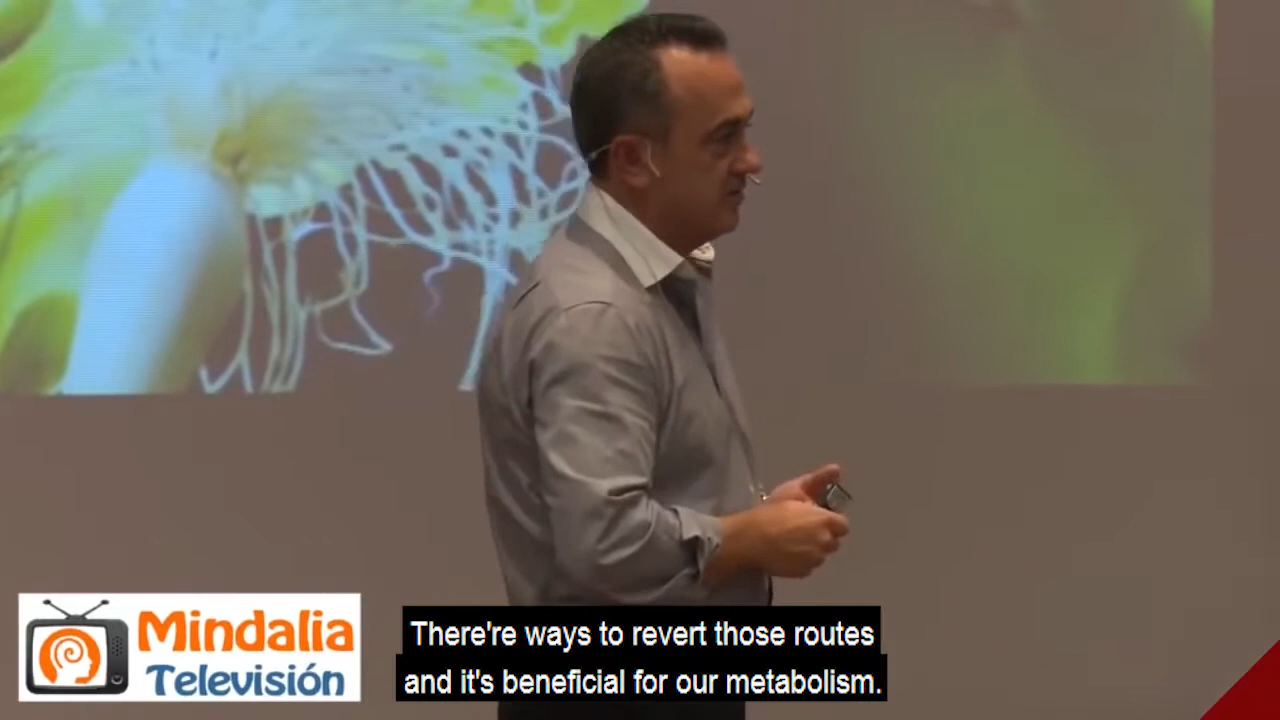 Mindalia
Televisión
There're ways to revert those routes
and it's beneficial for our metabolism.